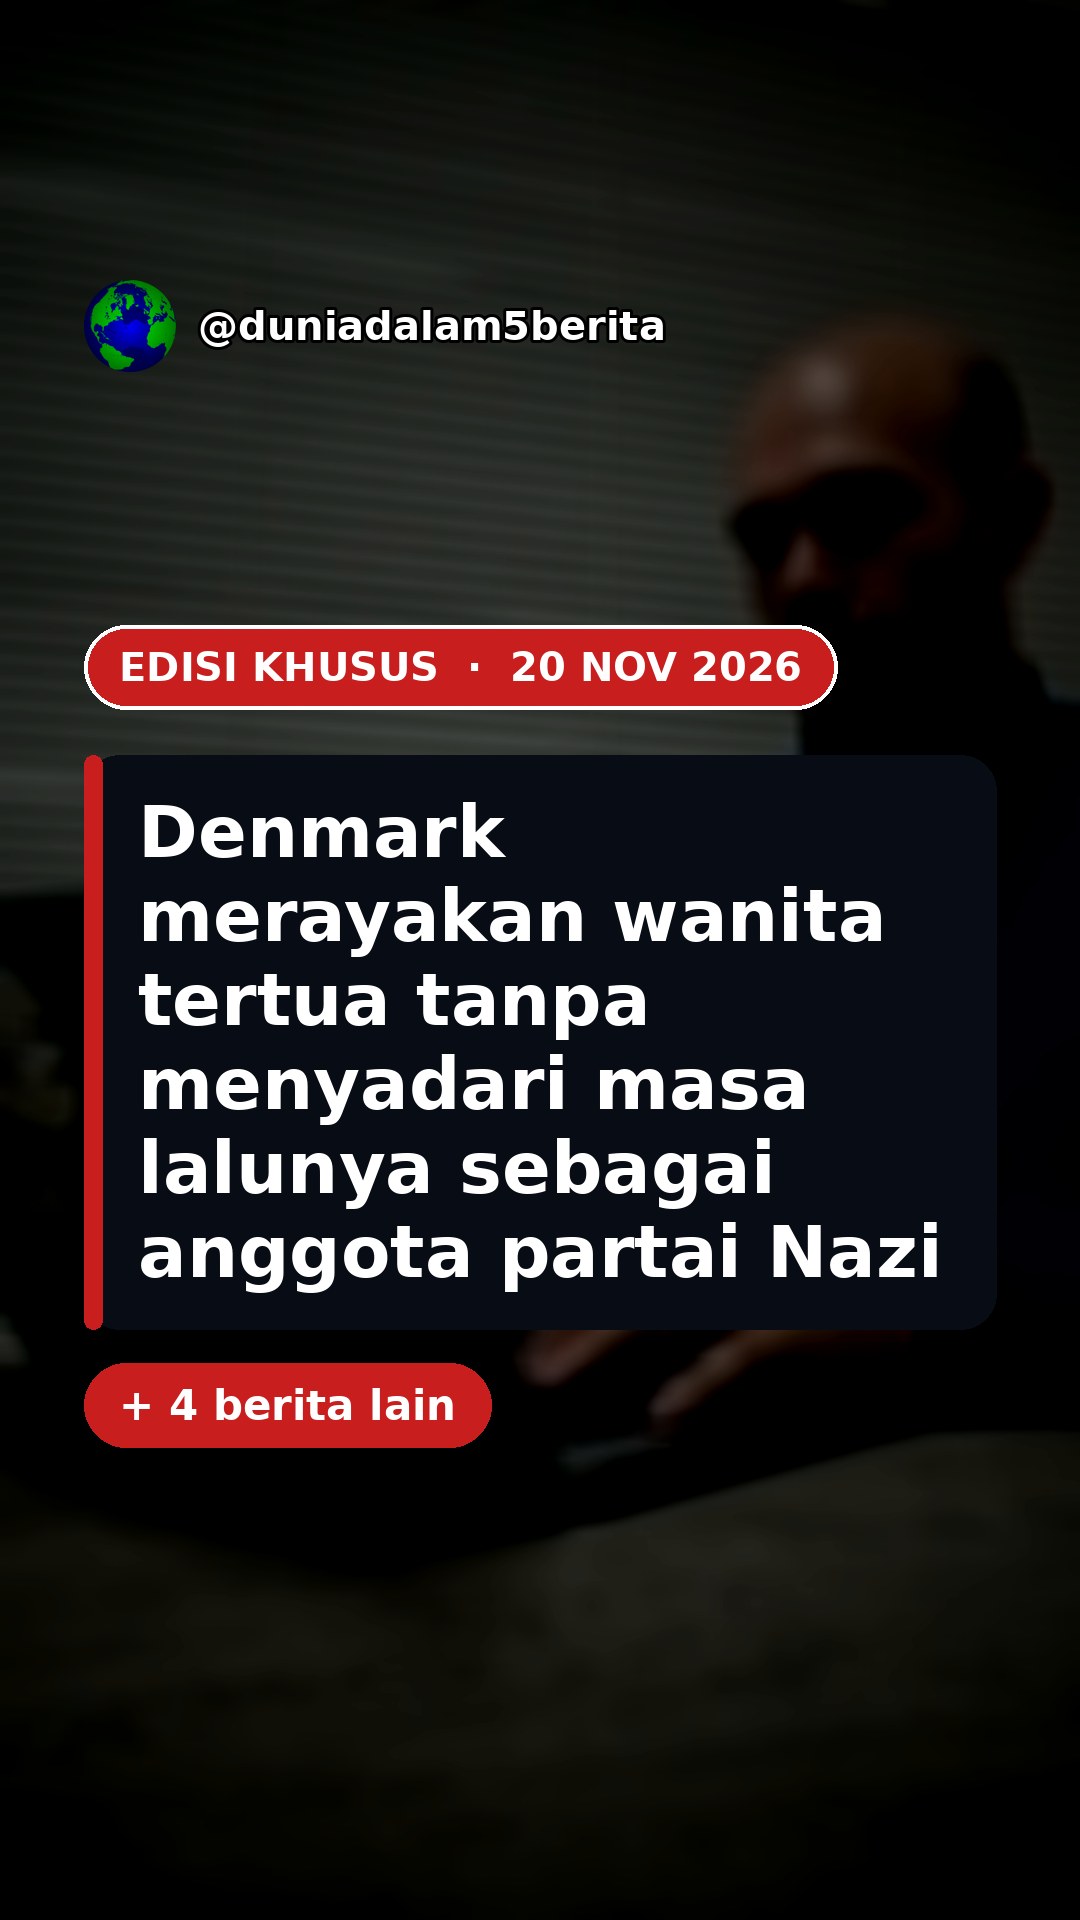 @duniadalam5berita
EDISI KHUSUS · 20 NOV 2026
Denmark
merayakan wanita
tertua tanpa
menyadari masa
lalunya sebagai
anggota partai Nazi
+ 4 berita lain